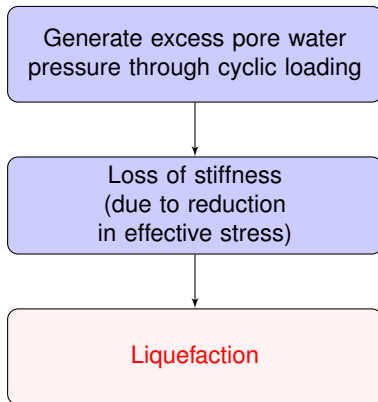 Generate excess pore water
pressure through cyclic loading
Loss of stiffness
(due to reduction
in effective stress)
Liquefaction